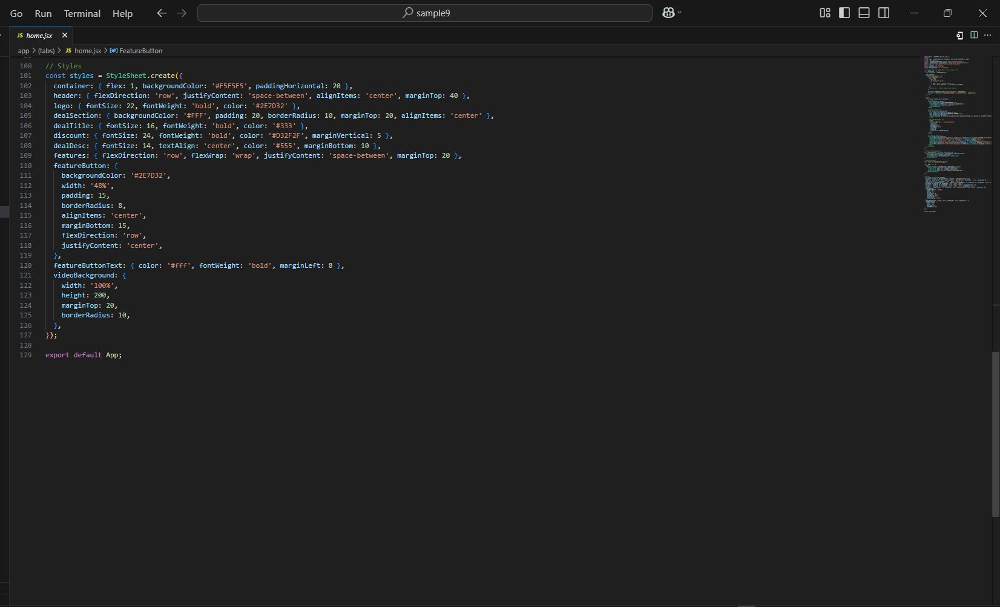 Go Run Terminal Help
sample9
JS home.jsx
app > (tabs) > JS home.jsx > FeatureButton
100 // Styles
101 const styles = StyleSheet.create({
102 container: { flex: 1, backgroundColor: '#F5F5F5', paddingHorizontal: 20 },
103 header: { flexDirection: 'row', justifyContent: 'space-between', alignItems: 'center', marginTop: 40 },
104 logo: { fontSize: 22, fontWeight: 'bold', color: '#2E7D32' },
105 dealSection: { backgroundColor: '#FFF', padding: 20, borderRadius: 10, marginTop: 20, alignItems: 'center' },
106 dealTitle: { fontSize: 16, fontWeight: 'bold', color: '#333' },
107 discount: { fontSize: 24, fontWeight: 'bold', color: '#D32F2F', marginVertical: 5 },
108 dealDesc: { fontSize: 14, textAlign: 'center', color: '#555', marginBottom: 10 },
109 features: { flexDirection: 'row', flexWrap: 'wrap', justifyContent: 'space-between', marginTop: 20 },
110 featureButton: {
111 backgroundColor: '#2E7D32',
112 width: '48%',
113 padding: 15,
114 borderRadius: 8,
115 alignItems: 'center',
116 marginBottom: 15,
117 flexDirection: 'row',
118 justifyContent: 'center',
119 },
120 featureButtonText: { color: '#fff', fontWeight: 'bold', marginLeft: 8 },
121 videoBackground: {
122 width: '100%',
123 height: 200,
124 marginTop: 20,
125 borderRadius: 10,
126 },
127 });
128
129 export default App;